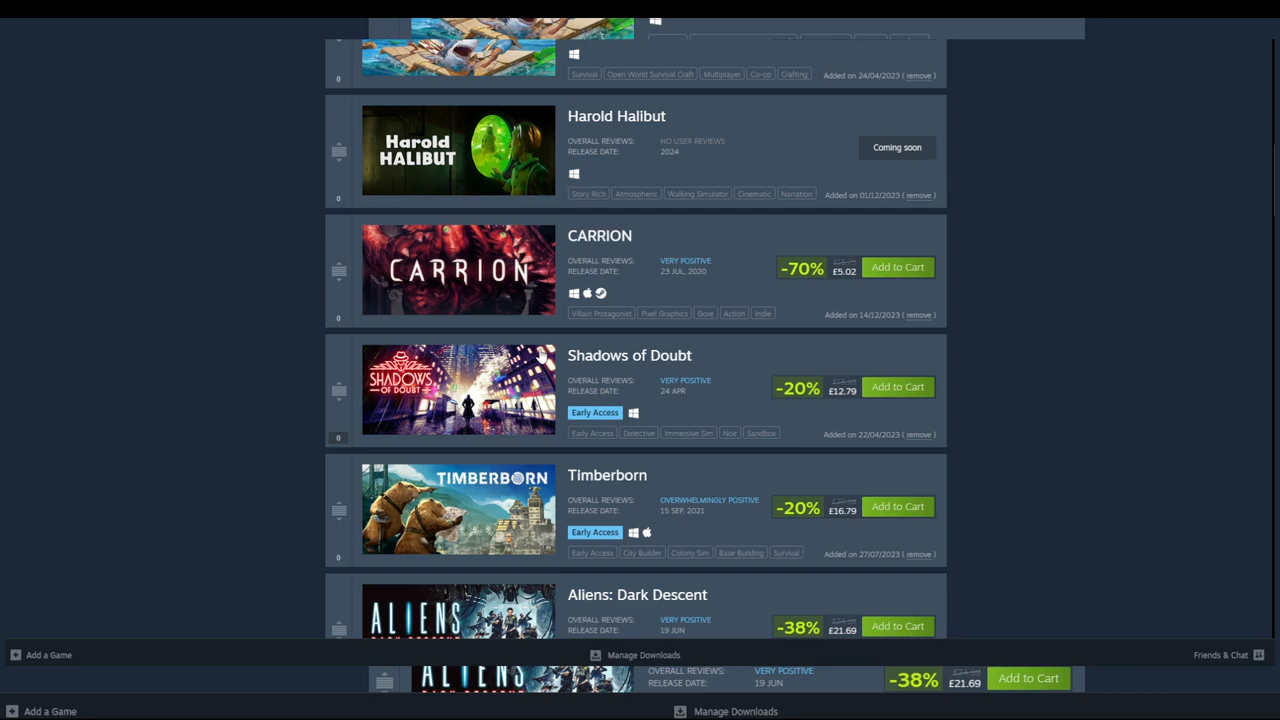 0
Survival Open World Survival Craft Multiplayer Co-op Crafting
Added on 24/04/2023 ( remove )
Harold HALIBUT
Harold Halibut
OVERALL REVIEWS: NO USER REVIEWS
RELEASE DATE: 2024
Coming soon
0
Story Rich Atmospheric Walking Simulator Cinematic Narration
Added on 01/12/2023 ( remove )
CARRION
CARRION
OVERALL REVIEWS: VERY POSITIVE
RELEASE DATE: 23 JUL, 2020
-70% £5.02 Add to Cart
0
Villain Protagonist Pixel Graphics Gore Action Indie
Added on 14/12/2023 ( remove )
SHADOWS OF DOUBT
Shadows of Doubt
OVERALL REVIEWS: VERY POSITIVE
RELEASE DATE: 24 APR
-20% £12.79 Add to Cart
Early Access
0
Early Access Detective Immersive Sim Noir Sandbox
Added on 22/04/2023 ( remove )
TIMBERBORN
Timberborn
OVERALL REVIEWS: OVERWHELMINGLY POSITIVE
RELEASE DATE: 15 SEP, 2021
-20% £16.79 Add to Cart
Early Access
0
Early Access City Builder Colony Sim Base Building Survival
Added on 27/07/2023 ( remove )
ALIENS
Aliens: Dark Descent
OVERALL REVIEWS: VERY POSITIVE
RELEASE DATE: 19 JUN
-38% £21.69 Add to Cart
Add a Game Manage Downloads Friends & Chat
ALIENS
OVERALL REVIEWS: VERY POSITIVE
RELEASE DATE: 19 JUN
-38% £21.69 Add to Cart
Add a Game Manage Downloads